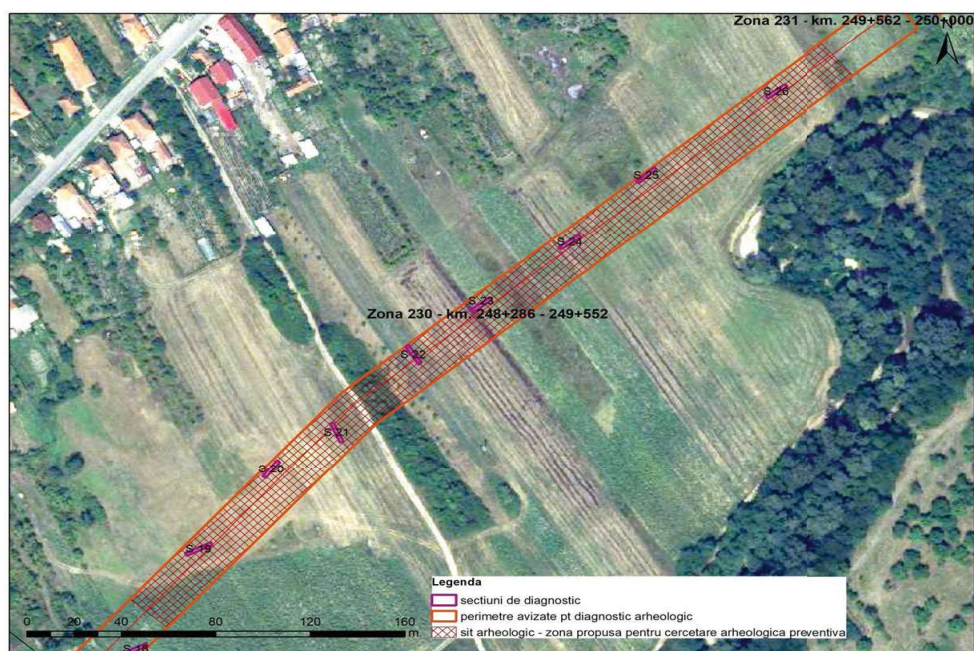 Zona 231 - km. 249+562 - 250+000
N
S 26
S 25
S 24
S 23
Zona 230 - km. 248+286 - 249+552
S 22
S 21
S 20
S 19
Legenda
sectiuni de diagnostic
perimetre avizate pt diagnostic arheologic
sit arheologic - zona propusa pentru cercetare arheologica preventiva
0 20 40 80 120 160
m
S 18